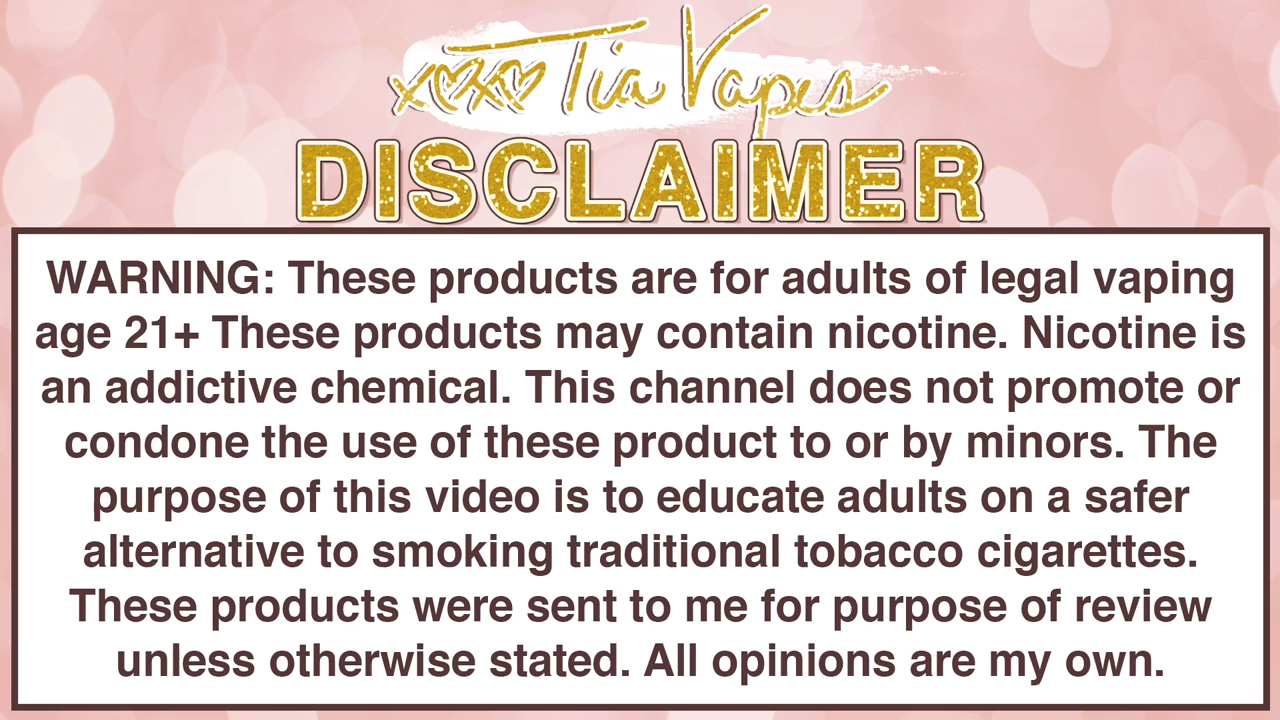 xoxo Tia Vapes
DISCLAIMER
WARNING: These products are for adults of legal vaping
age 21+ These products may contain nicotine. Nicotine is
an addictive chemical. This channel does not promote or
condone the use of these product to or by minors. The
purpose of this video is to educate adults on a safer
alternative to smoking traditional tobacco cigarettes.
These products were sent to me for purpose of review
unless otherwise stated. All opinions are my own.